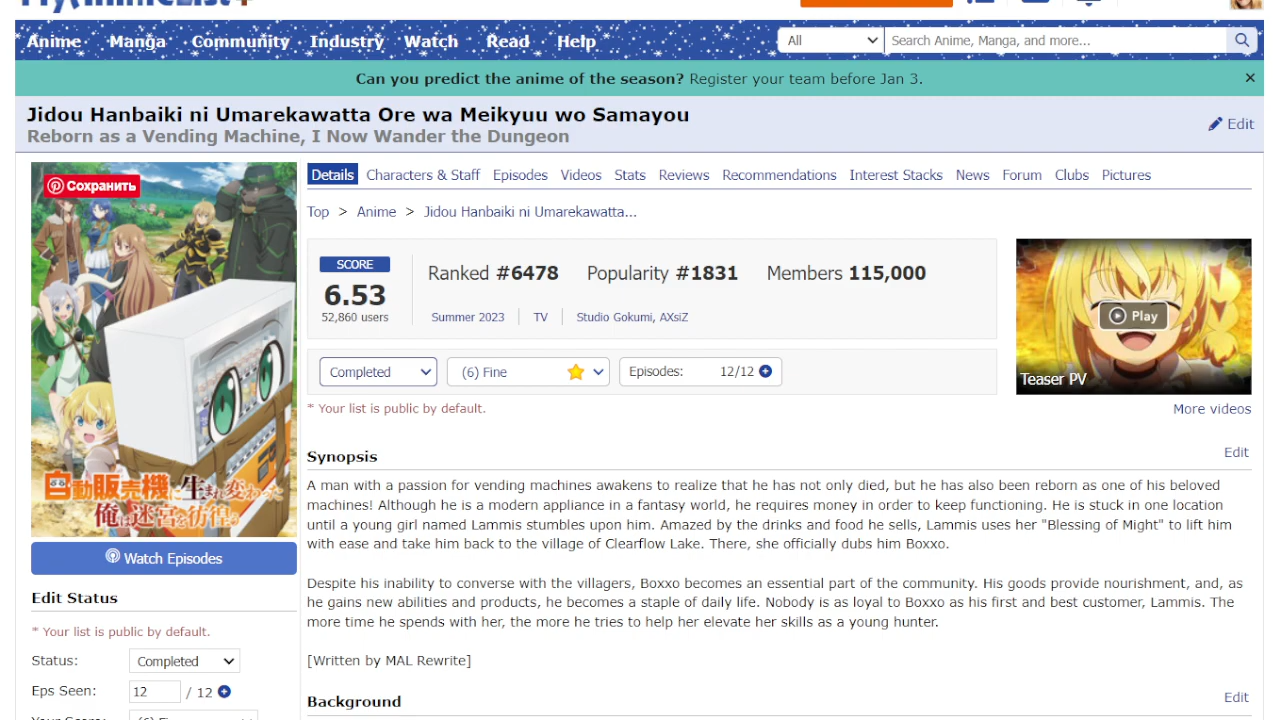 MyAnimeList+
Anime Manga Community Industry Watch Read Help All Search Anime, Manga, and more...
Can you predict the anime of the season? Register your team before Jan 3. ×
Jidou Hanbaiki ni Umarekawatta Ore wa Meikyuu wo Samayou
Reborn as a Vending Machine, I Now Wander the Dungeon
Edit
Сохранить
自動販売機に生まれ変わった
俺は迷宮を彷徨う
Watch Episodes
Edit Status
* Your list is public by default.
Status: Completed
Eps Seen: 12 / 12
Your Score: (6) Fine
Details Characters & Staff Episodes Videos Stats Reviews Recommendations Interest Stacks News Forum Clubs Pictures
Top > Anime > Jidou Hanbaiki ni Umarekawatta...
SCORE
6.53
52,860 users
Ranked #6478 Popularity #1831 Members 115,000
Summer 2023 TV Studio Gokumi, AXsiZ
Completed (6) Fine Episodes: 12/12
* Your list is public by default.
Play
Teaser PV
More videos
Synopsis Edit
A man with a passion for vending machines awakens to realize that he has not only died, but he has also been reborn as one of his beloved
machines! Although he is a modern appliance in a fantasy world, he requires money in order to keep functioning. He is stuck in one location
until a young girl named Lammis stumbles upon him. Amazed by the drinks and food he sells, Lammis uses her "Blessing of Might" to lift him
with ease and take him back to the village of Clearflow Lake. There, she officially dubs him Boxxo.
Despite his inability to converse with the villagers, Boxxo becomes an essential part of the community. His goods provide nourishment, and, as
he gains new abilities and products, he becomes a staple of daily life. Nobody is as loyal to Boxxo as his first and best customer, Lammis. The
more time he spends with her, the more he tries to help her elevate her skills as a young hunter.
[Written by MAL Rewrite]
Background Edit